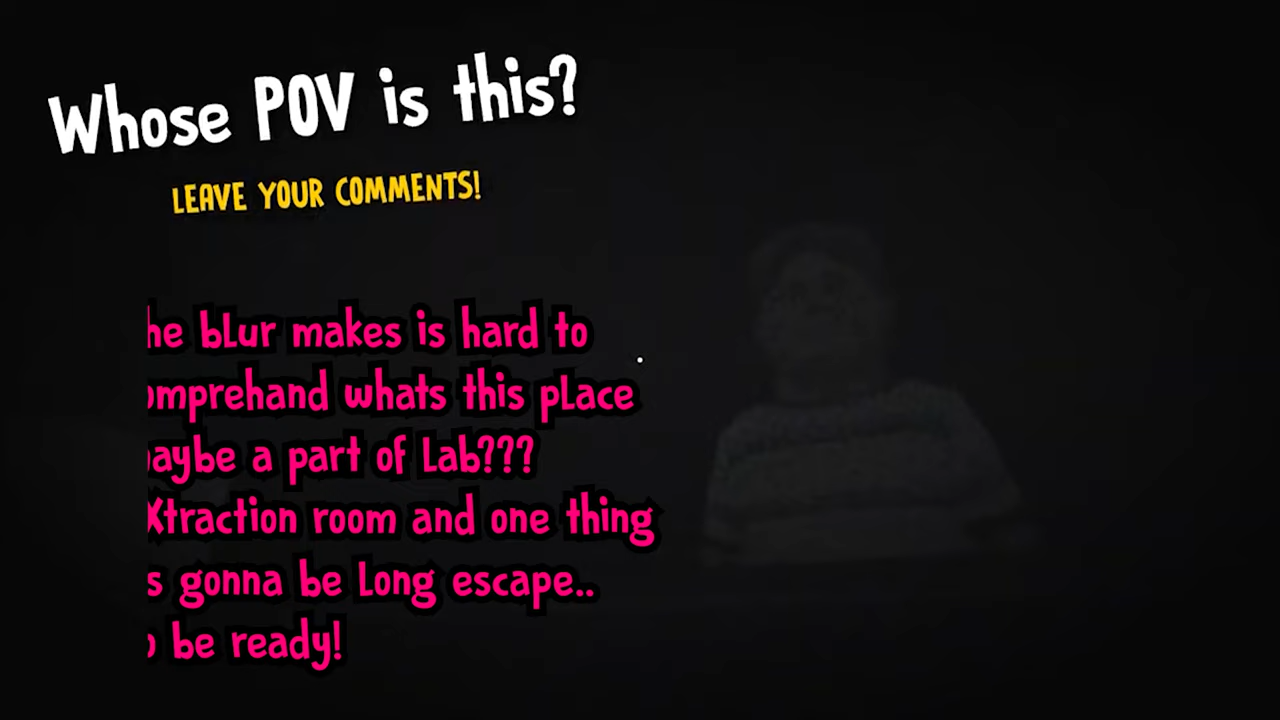 Whose POV is this?
LEAVE YOUR COMMENTS!
he bLur makes is hard to
omprehand whats this pLace
aybe a part of Lab???
Xtraction room and one thing
s gonna be Long escape..
o be ready!